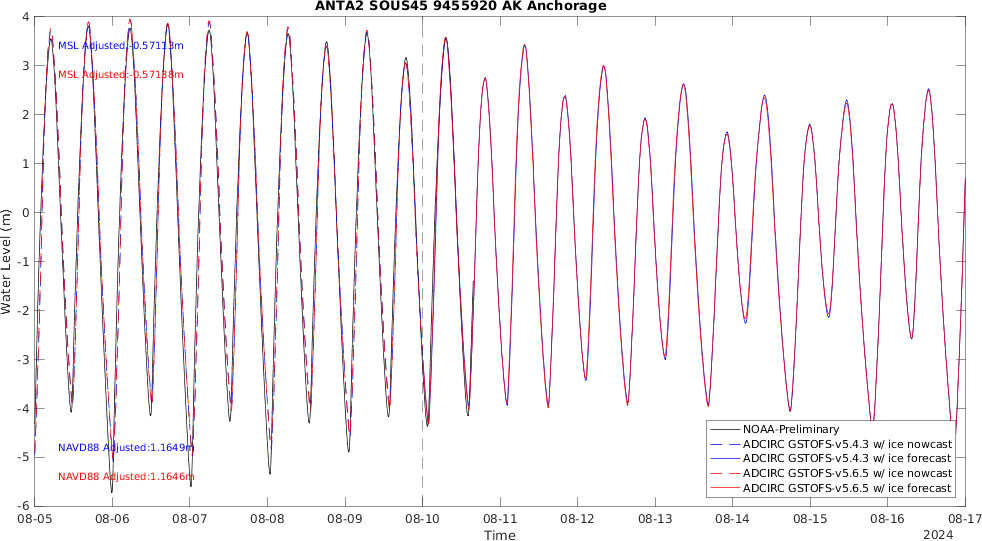 ANTA2 SOUS45 9455920 AK Anchorage
4
3
2
1
0
-1
-2
-3
-4
-5
-6
Water Level (m)
MSL Adjusted:-0.57113m
MSL Adjusted:-0.57138m
NAVD88 Adjusted:1.1649m
NAVD88 Adjusted:1.1646m
NOAA-Preliminary
ADCIRC GSTOFS-v5.4.3 w/ ice nowcast
ADCIRC GSTOFS-v5.4.3 w/ ice forecast
ADCIRC GSTOFS-v5.6.5 w/ ice nowcast
ADCIRC GSTOFS-v5.6.5 w/ ice forecast
08-05 08-06 08-07 08-08 08-09 08-10 08-11 08-12 08-13 08-14 08-15 08-16 08-17
Time
2024